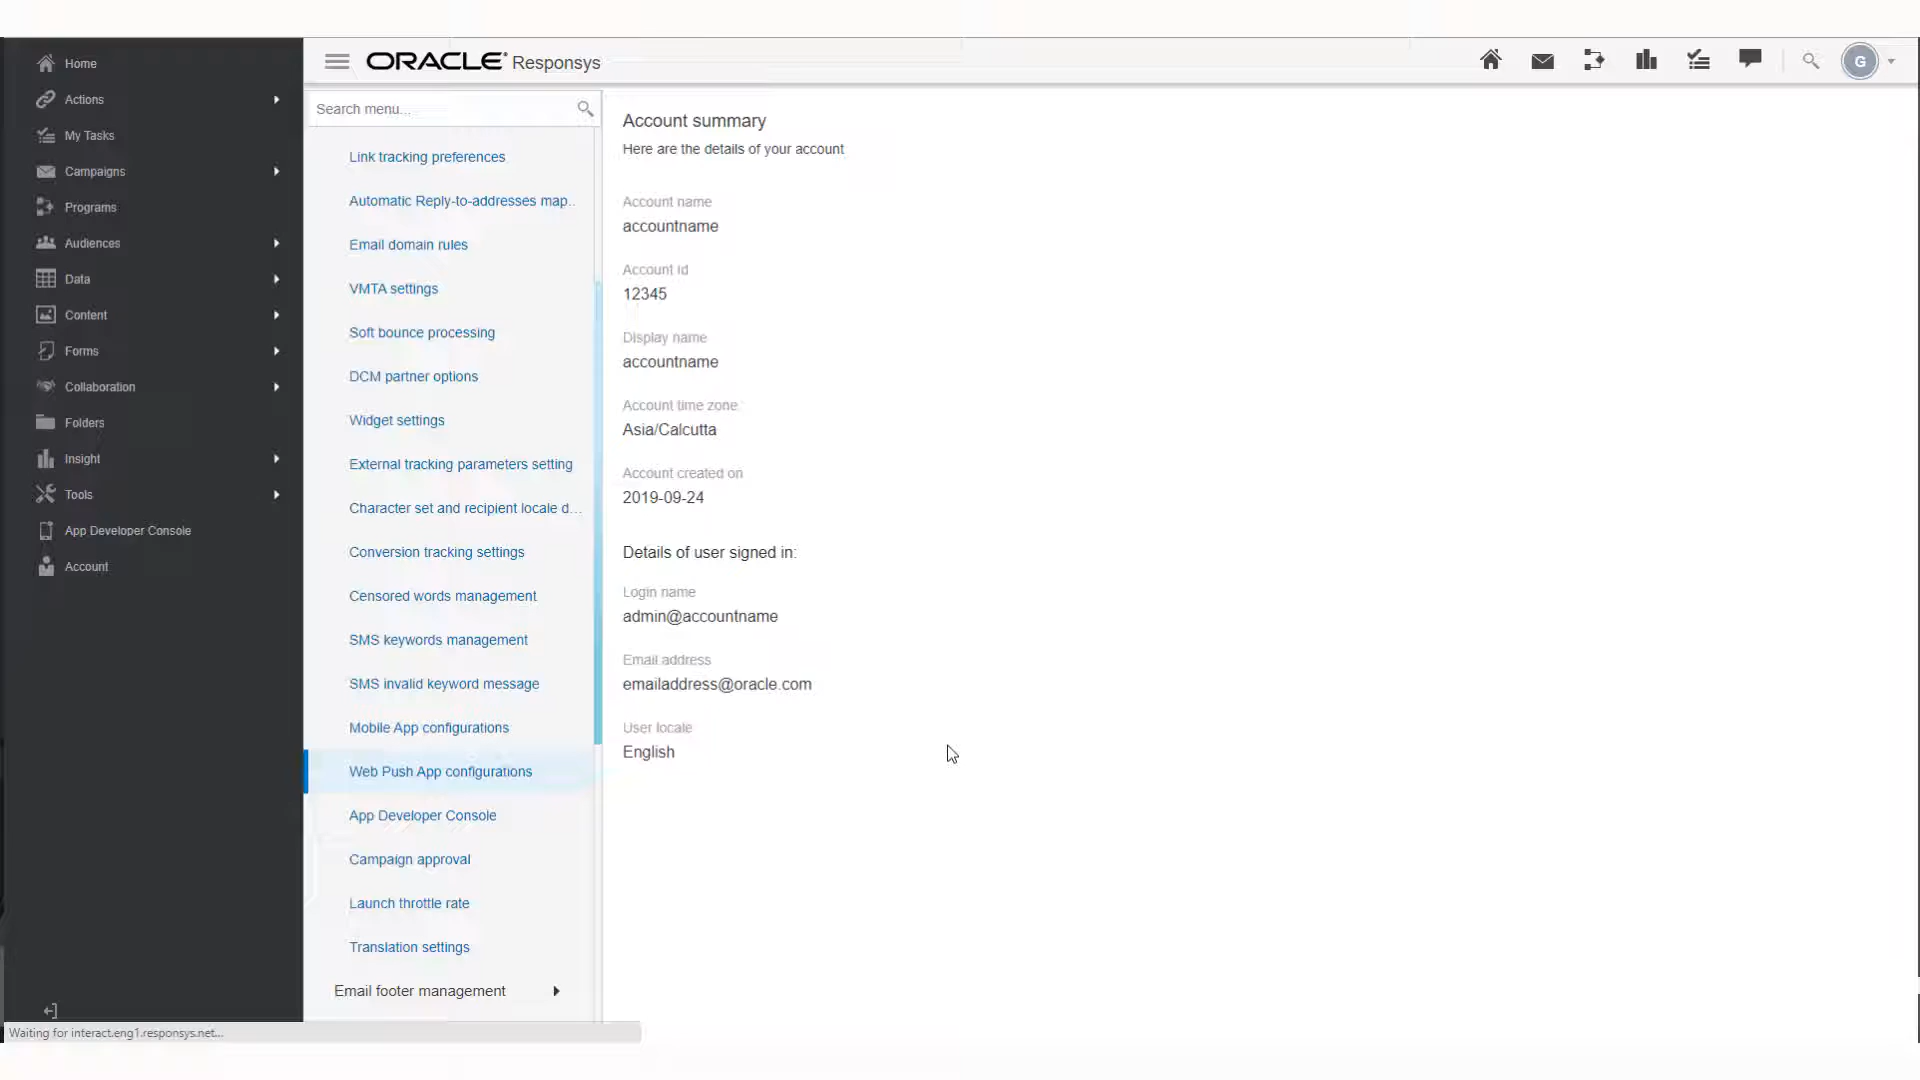 Home
Actions
My Tasks
Campaigns
Programs
Audiences
Data
Content
Forms
Collaboration
Folders
Insight
Tools
App Developer Console
Account
ORACLE® Responsys
G
Search menu...
Link tracking preferences
Automatic Reply-to-addresses map..
Email domain rules
VMTA settings
Soft bounce processing
DCM partner options
Widget settings
External tracking parameters setting
Character set and recipient locale d...
Conversion tracking settings
Censored words management
SMS keywords management
SMS invalid keyword message
Mobile App configurations
Web Push App configurations
App Developer Console
Campaign approval
Launch throttle rate
Translation settings
Email footer management
Account summary
Here are the details of your account
Account name
accountname
Account id
12345
Display name
accountname
Account time zone
Asia/Calcutta
Account created on
2019-09-24
Details of user signed in:
Login name
admin@accountname
Email address
emailaddress@oracle.com
User locale
English
Waiting for interact.eng1.responsys.net...